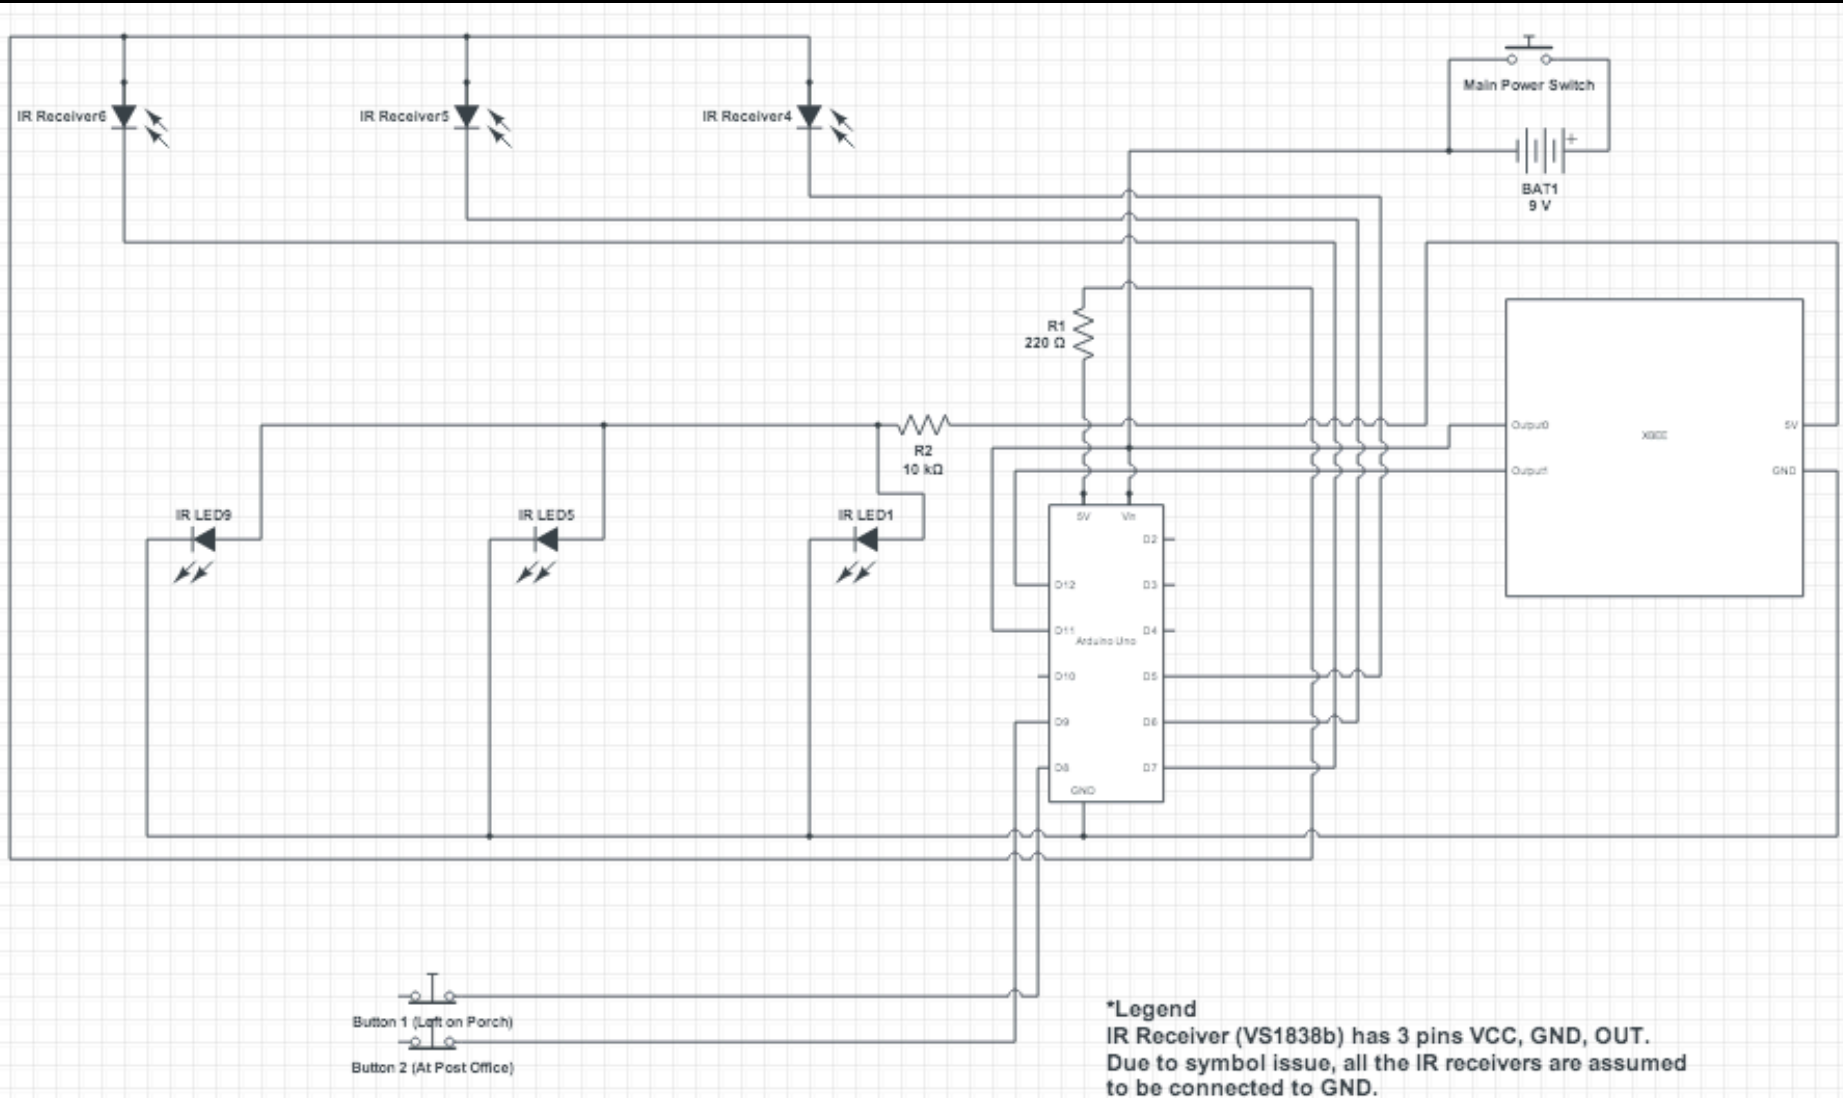 Main Power Switch
IR Receiver6
IR Receiver5
IR Receiver4
+
BAT1
9 V
R1
220 Ω
R2
10 kΩ
Output0
XBEE
5V
Output1
GND
IR LED9
IR LED5
IR LED1
5V
Vin
D2
D12
D3
D11
D4
Arduino Uno
D10
D5
D9
D6
D8
D7
GND
Button 1 (Left on Porch)
Button 2 (At Post Office)
*Legend
IR Receiver (VS1838b) has 3 pins VCC, GND, OUT.
Due to symbol issue, all the IR receivers are assumed
to be connected to GND.